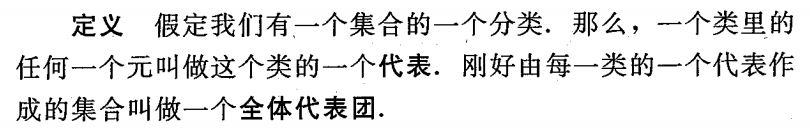 定义 假定我们有一个集合的一个分类．那么，一个类里的
任何一个元叫做这个类的一个代表．刚好由每一类的一个代表作
成的集合叫做一个全体代表团．